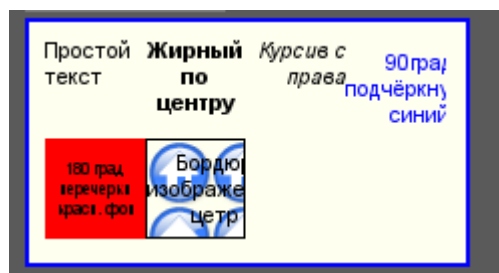 Простой
текст
Жирный
по
центру
Курсив с
права
90град
подчёркну
синий
180 град
перечеркн
красн. фон
Бордюр
изображе
цетр